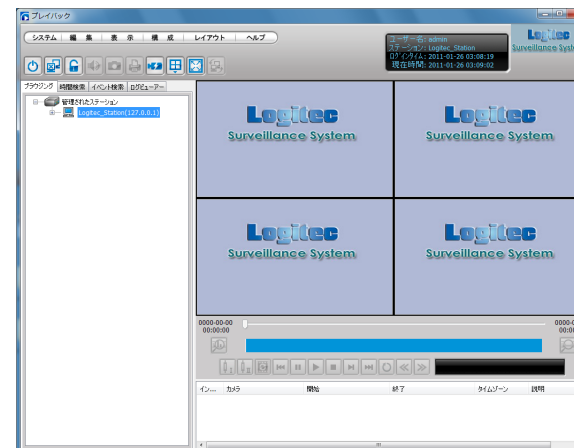 プレイバック
システム 編 集 表 示 構 成 レイアウト ヘルプ
ユーザー名: admin
ステーション: Logitec_Station
ログインタイム: 2011-01-26 03:08:19
現在時間: 2011-01-26 03:09:02
Logitec
Surveillance Syst
ブラウジング 時間検索 イベント検索 ログビューアー
管理されたステーション
Logitec_Station(127.0.0.1)
Logitec
Surveillance System
Logitec
Surveillance System
Logitec
Surveillance System
Logitec
Surveillance System
0000-00-00
00:00:00
0000-0
00:00
イン... カメラ 開始 終了 タイムゾーン 説明